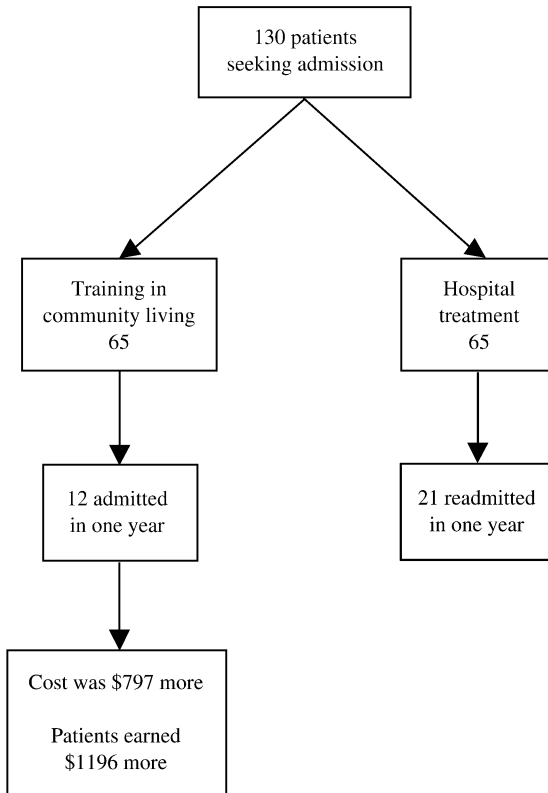 130 patients
seeking admission
Training in
community living
65
Hospital
treatment
65
12 admitted
in one year
21 readmitted
in one year
Cost was $797 more
Patients earned
$1196 more